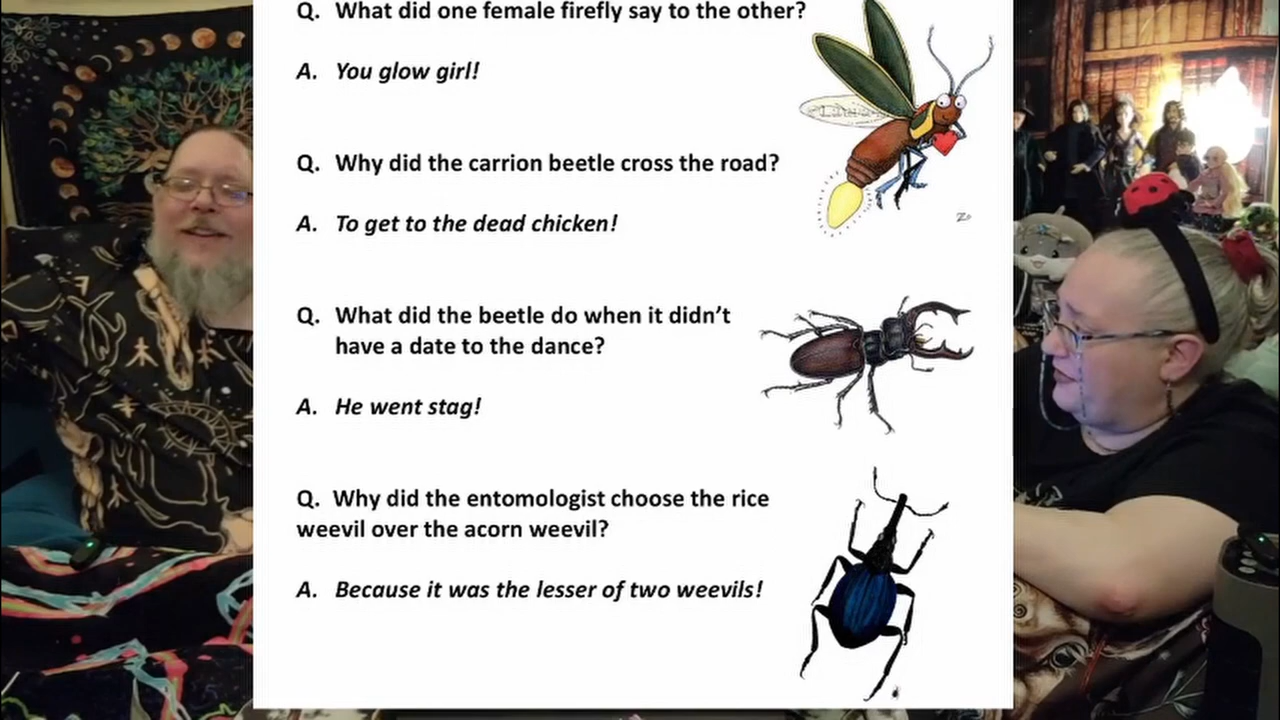 Q. What did one female firefly say to the other?
A. You glow girl!
Q. Why did the carrion beetle cross the road?
A. To get to the dead chicken!
Q. What did the beetle do when it didn't
have a date to the dance?
A. He went stag!
Q. Why did the entomologist choose the rice
weevil over the acorn weevil?
A. Because it was the lesser of two weevils!